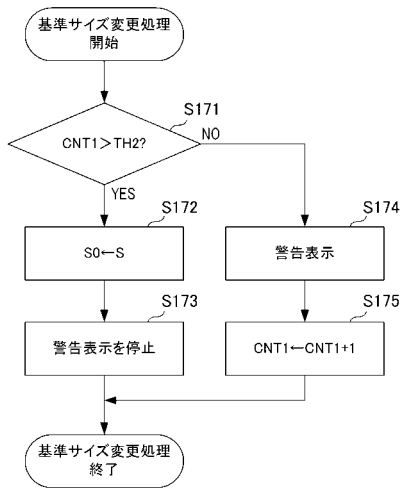 基準サイズ変更処理
開始
S171
CNT1＞TH2?
NO
YES
S172
S0←S
S174
警告表示
S173
警告表示を停止
S175
CNT1←CNT1+1
基準サイズ変更処理
終了